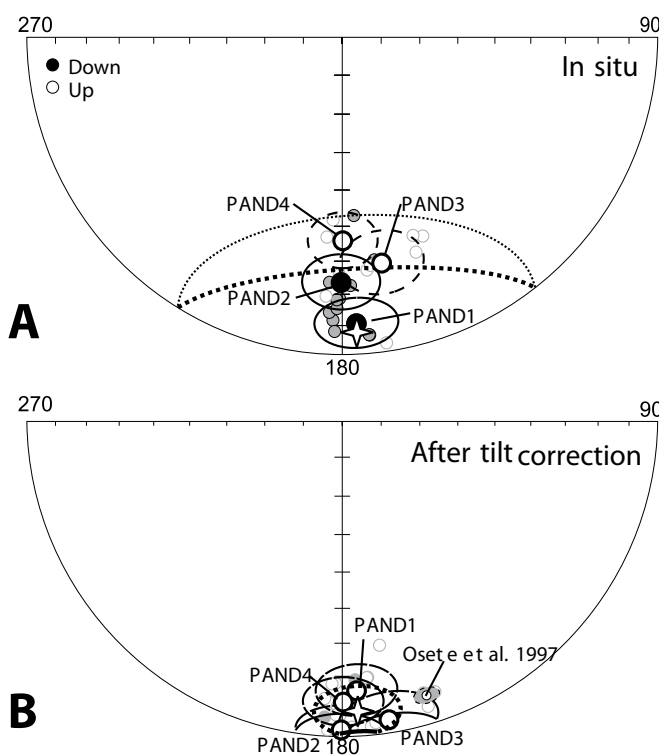 270
90
Down
Up
In situ
PAND4
PAND3
PAND2
PAND1
A
180
270
90
After tilt correction
PAND1
Osete et al. 1997
PAND4
B
PAND2
180
PAND3